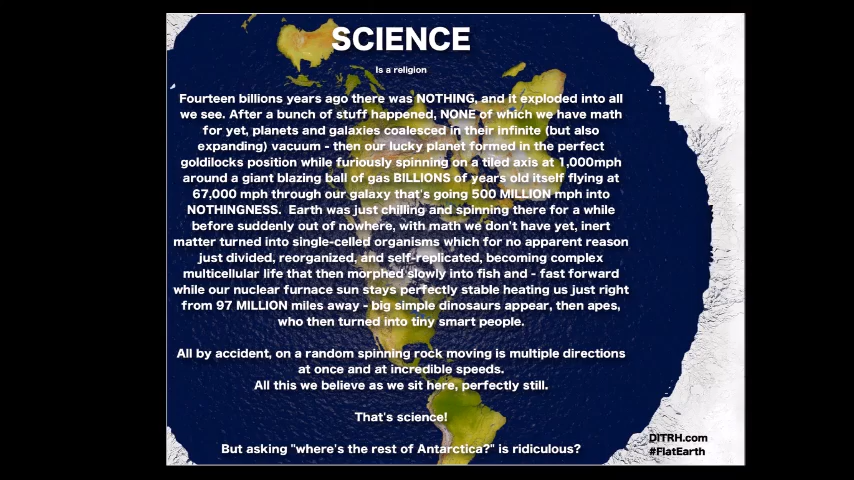 SCIENCE
Is a religion
Fourteen billions years ago there was NOTHING, and it exploded into all
we see. After a bunch of stuff happened, NONE of which we have math
for yet, planets and galaxies coalesced in their infinite (but also
expanding) vacuum - then our lucky planet formed in the perfect
goldilocks position while furiously spinning on a tiled axis at 1,000mph
around a giant blazing ball of gas BILLIONS of years old itself flying at
67,000 mph through our galaxy that's going 500 MILLION mph into
NOTHINGNESS. Earth was just chilling and spinning there for a while
before suddenly out of nowhere, with math we don't have yet, inert
matter turned into single-celled organisms which for no apparent reason
just divided, reorganized, and self-replicated, becoming complex
multicellular life that then morphed slowly into fish and - fast forward
while our nuclear furnace sun stays perfectly stable heating us just right
from 97 MILLION miles away - big simple dinosaurs appear, then apes,
who then turned into tiny smart people.
All by accident, on a random spinning rock moving is multiple directions
at once and at incredible speeds.
All this we believe as we sit here, perfectly still.
That's science!
But asking "where's the rest of Antarctica?" is ridiculous?
DITRH.com
#FlatEarth